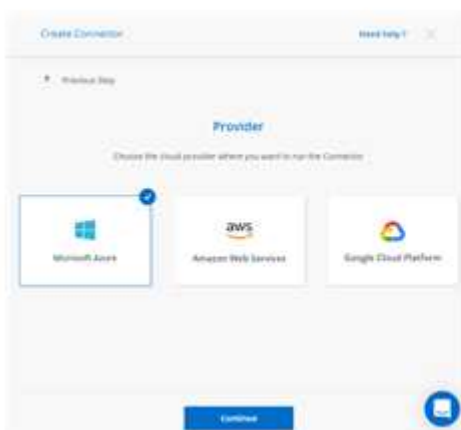 Create Connector
Need help?
Previous Step
Provider
Choose the cloud provider where you want to run the Connector
Microsoft Azure
aws
Amazon Web Services
Google Cloud Platform
Continue